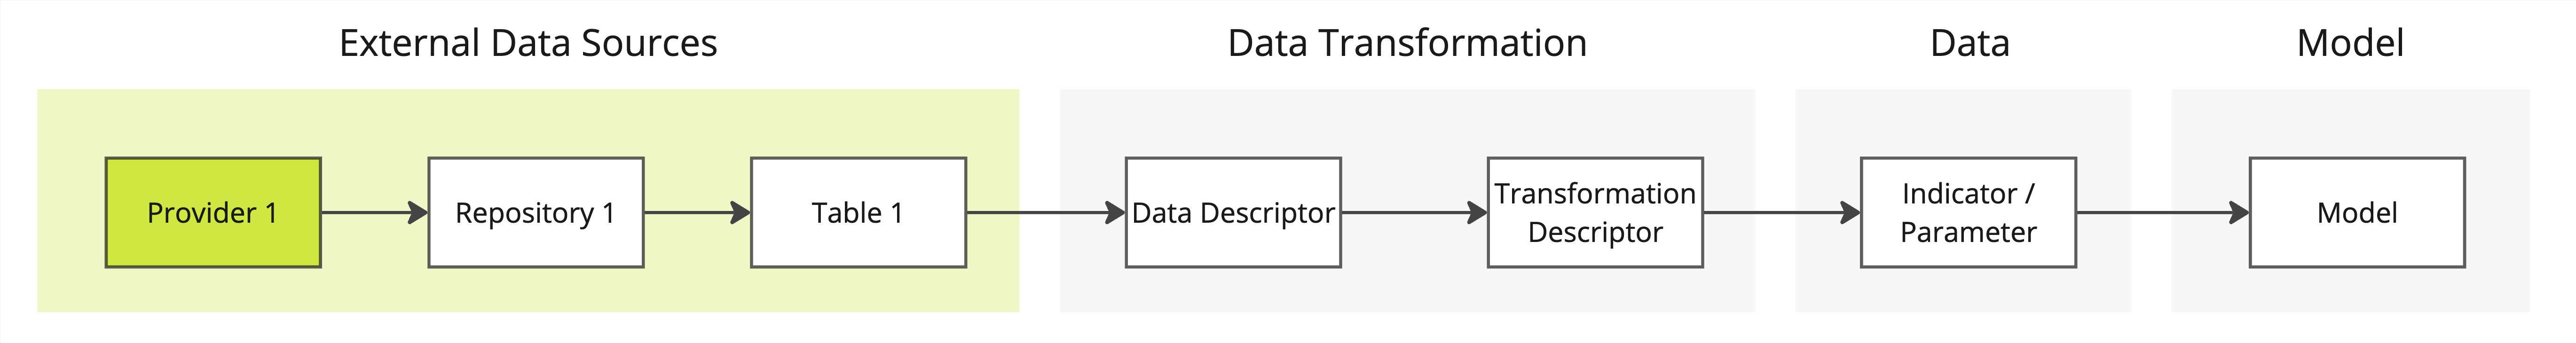 External Data Sources
Data Transformation
Data
Model
Provider 1
Repository 1
Table 1
Data Descriptor
Transformation
Descriptor
Indicator /
Parameter
Model